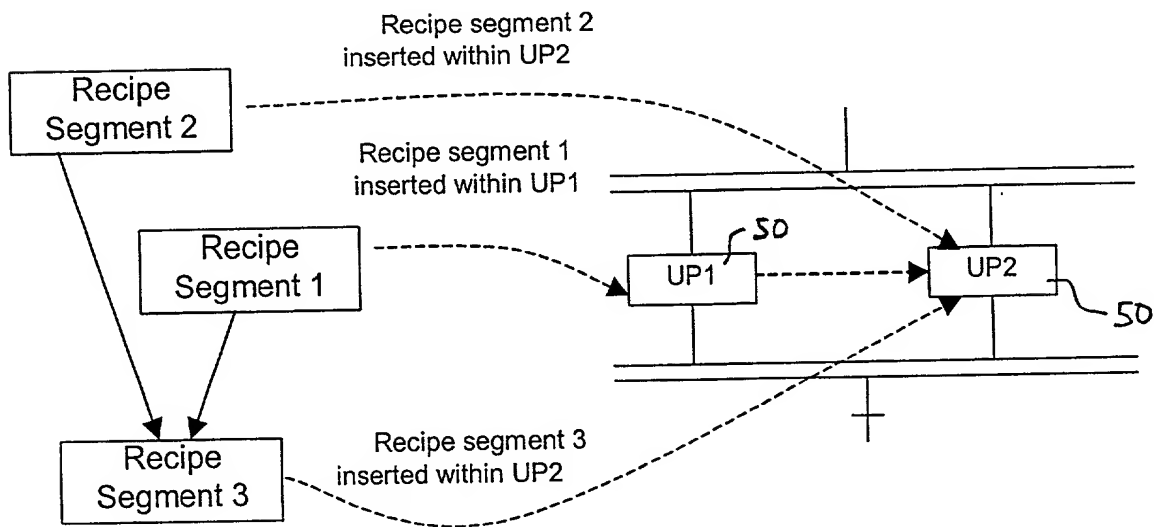 Recipe segment 2
inserted within UP2
Recipe
Segment 2
Recipe segment 1
inserted within UP1
Recipe
Segment 1
UP1
50
UP2
50
Recipe segment 3
inserted within UP2
Recipe
Segment 3